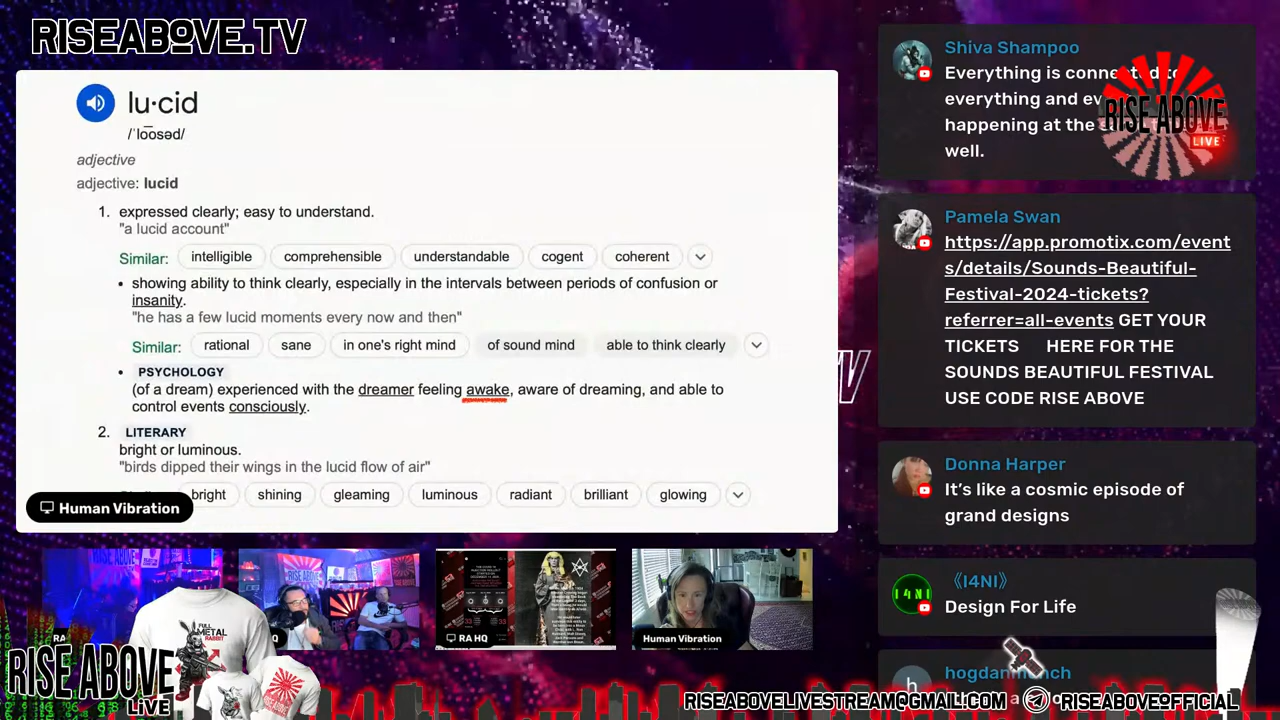 RISEABOVE.TV
lu·cid
/ˈlo͞osəd/
adjective
adjective: lucid
1. expressed clearly; easy to understand.
"a lucid account"
Similar: intelligible comprehensible understandable cogent coherent
• showing ability to think clearly, especially in the intervals between periods of confusion or
insanity.
"he has a few lucid moments every now and then"
Similar: rational sane in one's right mind of sound mind able to think clearly
• PSYCHOLOGY
(of a dream) experienced with the dreamer feeling awake, aware of dreaming, and able to
control events consciously.
2. LITERARY
bright or luminous.
"birds dipped their wings in the lucid flow of air"
bright shining gleaming luminous radiant brilliant glowing
Human Vibration
RA HQ
Human Vibration
FULL
METAL
RABBIT
RISE ABOVE
LIVE
Shiva Shampoo
Everything is
everything and
happening at the
well.
RISE ABOVE
LIVE
Pamela Swan
https://app.promotix.com/event
s/details/Sounds-Beautiful-
Festival-2024-tickets?
referrer=all-events GET YOUR
TICKETS HERE FOR THE
SOUNDS BEAUTIFUL FESTIVAL
USE CODE RISE ABOVE
Donna Harper
It's like a cosmic episode of
grand designs
《I4NI》
I4NI
Design For Life
h
RISEABOVELIVESTREAM@GMAIL.COM RISEABOVEOFFICIAL